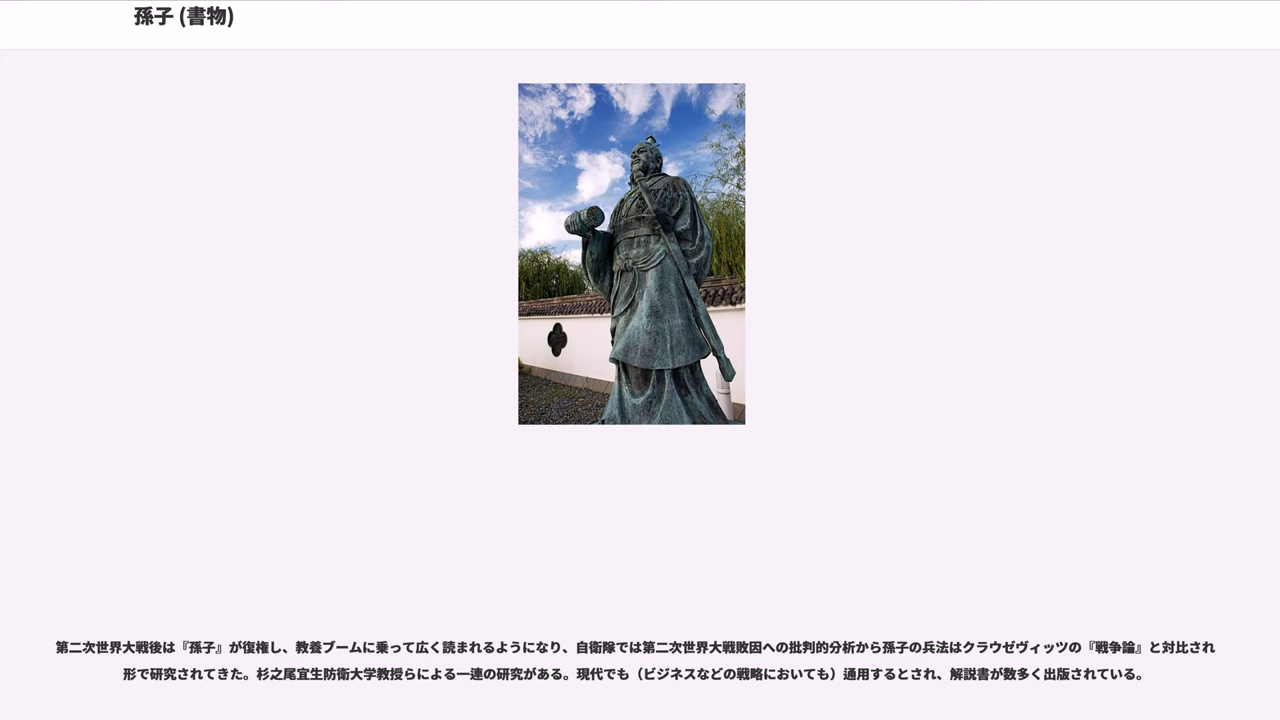 孫子 (書物)
第二次世界大戦後は『孫子』が復権し、教養ブームに乗って広く読まれるようになり、自衛隊では第二次世界大戦敗因への批判的分析から孫子の兵法はクラウゼヴィッツの『戦争論』と対比され
形で研究されてきた。杉之尾宜生防衛大学教授らによる一連の研究がある。現代でも（ビジネスなどの戦略においても）通用するとされ、解説書が数多く出版されている。